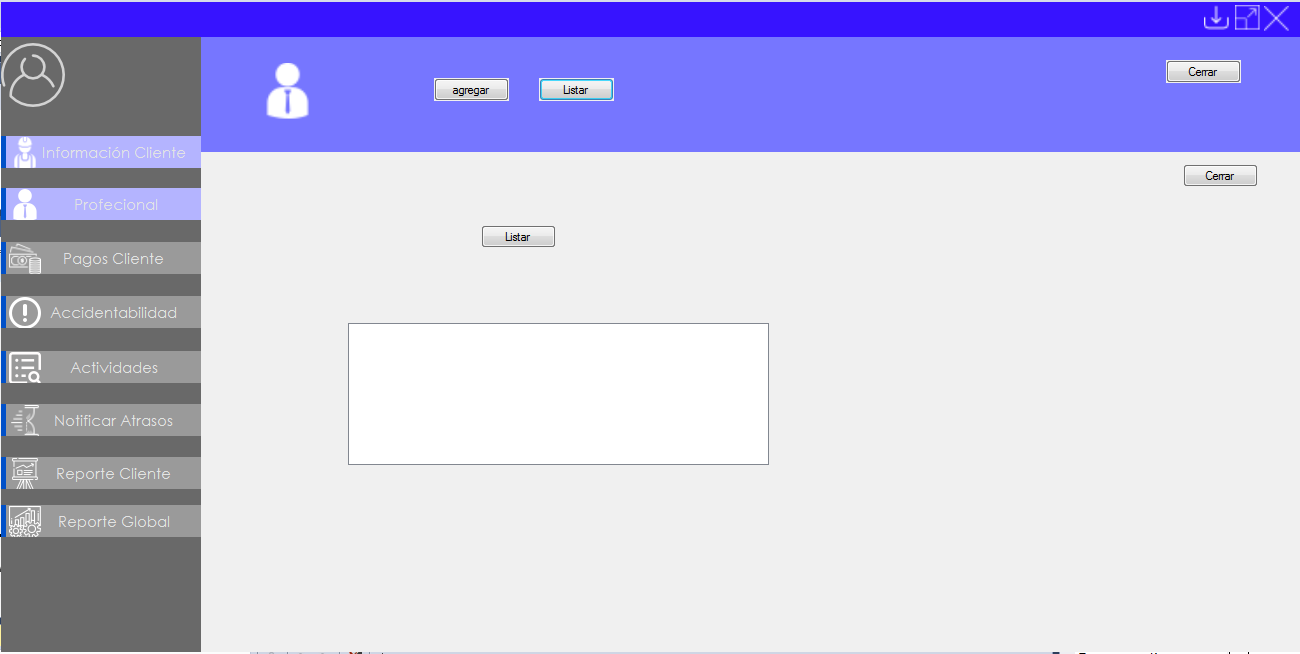 Cerrar
agregar
Listar
Información Cliente
Cerrar
Profecional
Listar
Pagos Cliente
Accidentabilidad
Actividades
Notificar Atrasos
Reporte Cliente
Reporte Global